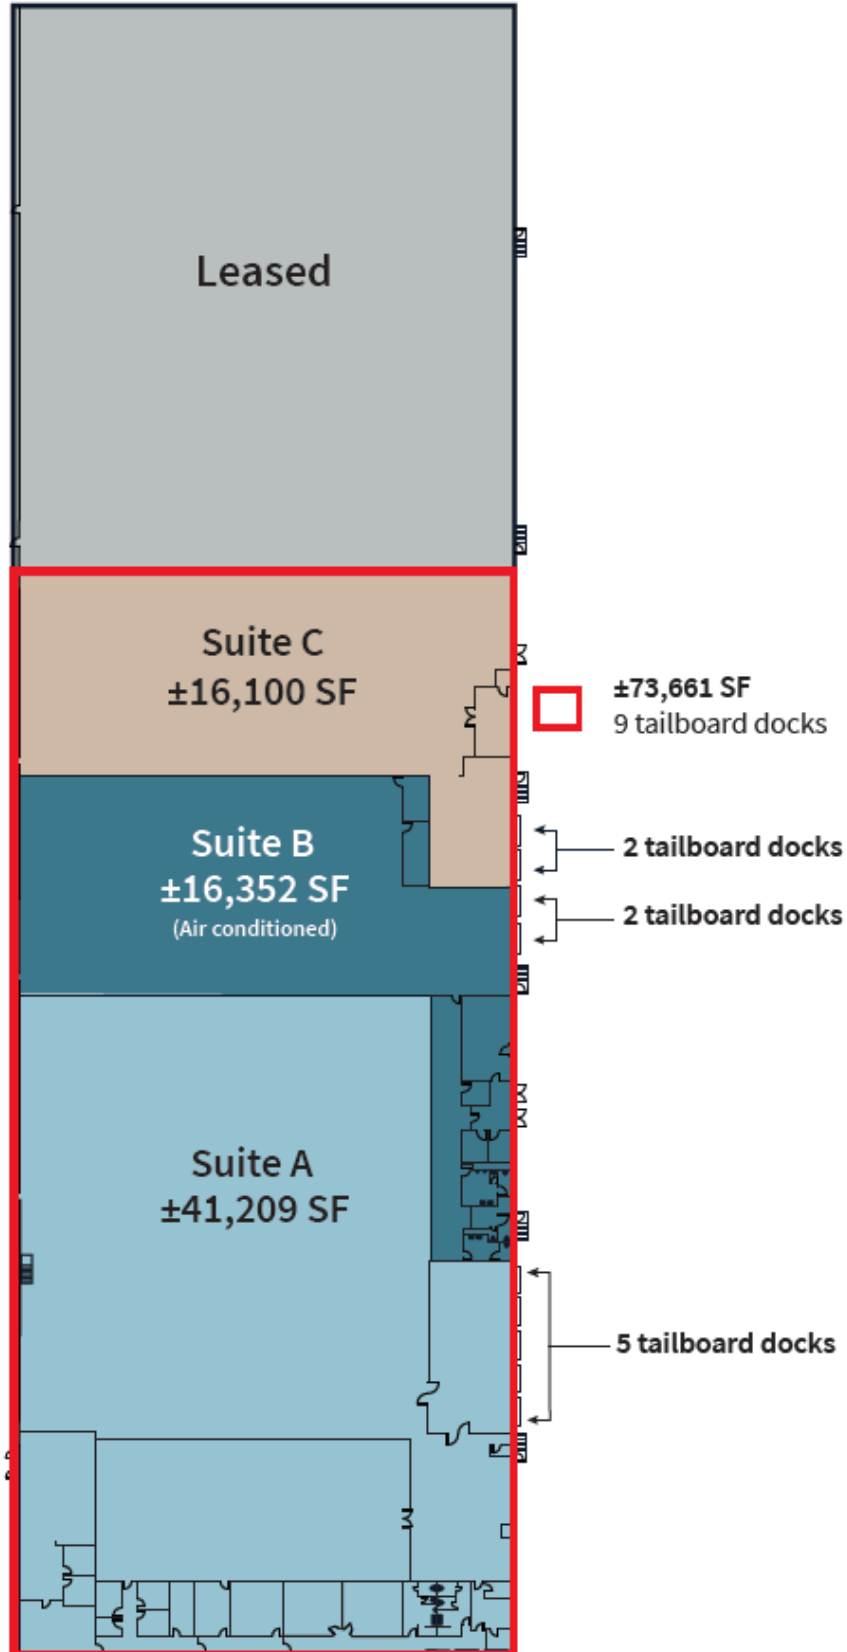 Leased
Suite C
±16,100 SF
±73,661 SF
9 tailboard docks
Suite B
±16,352 SF
(Air conditioned)
2 tailboard docks
2 tailboard docks
Suite A
±41,209 SF
5 tailboard docks